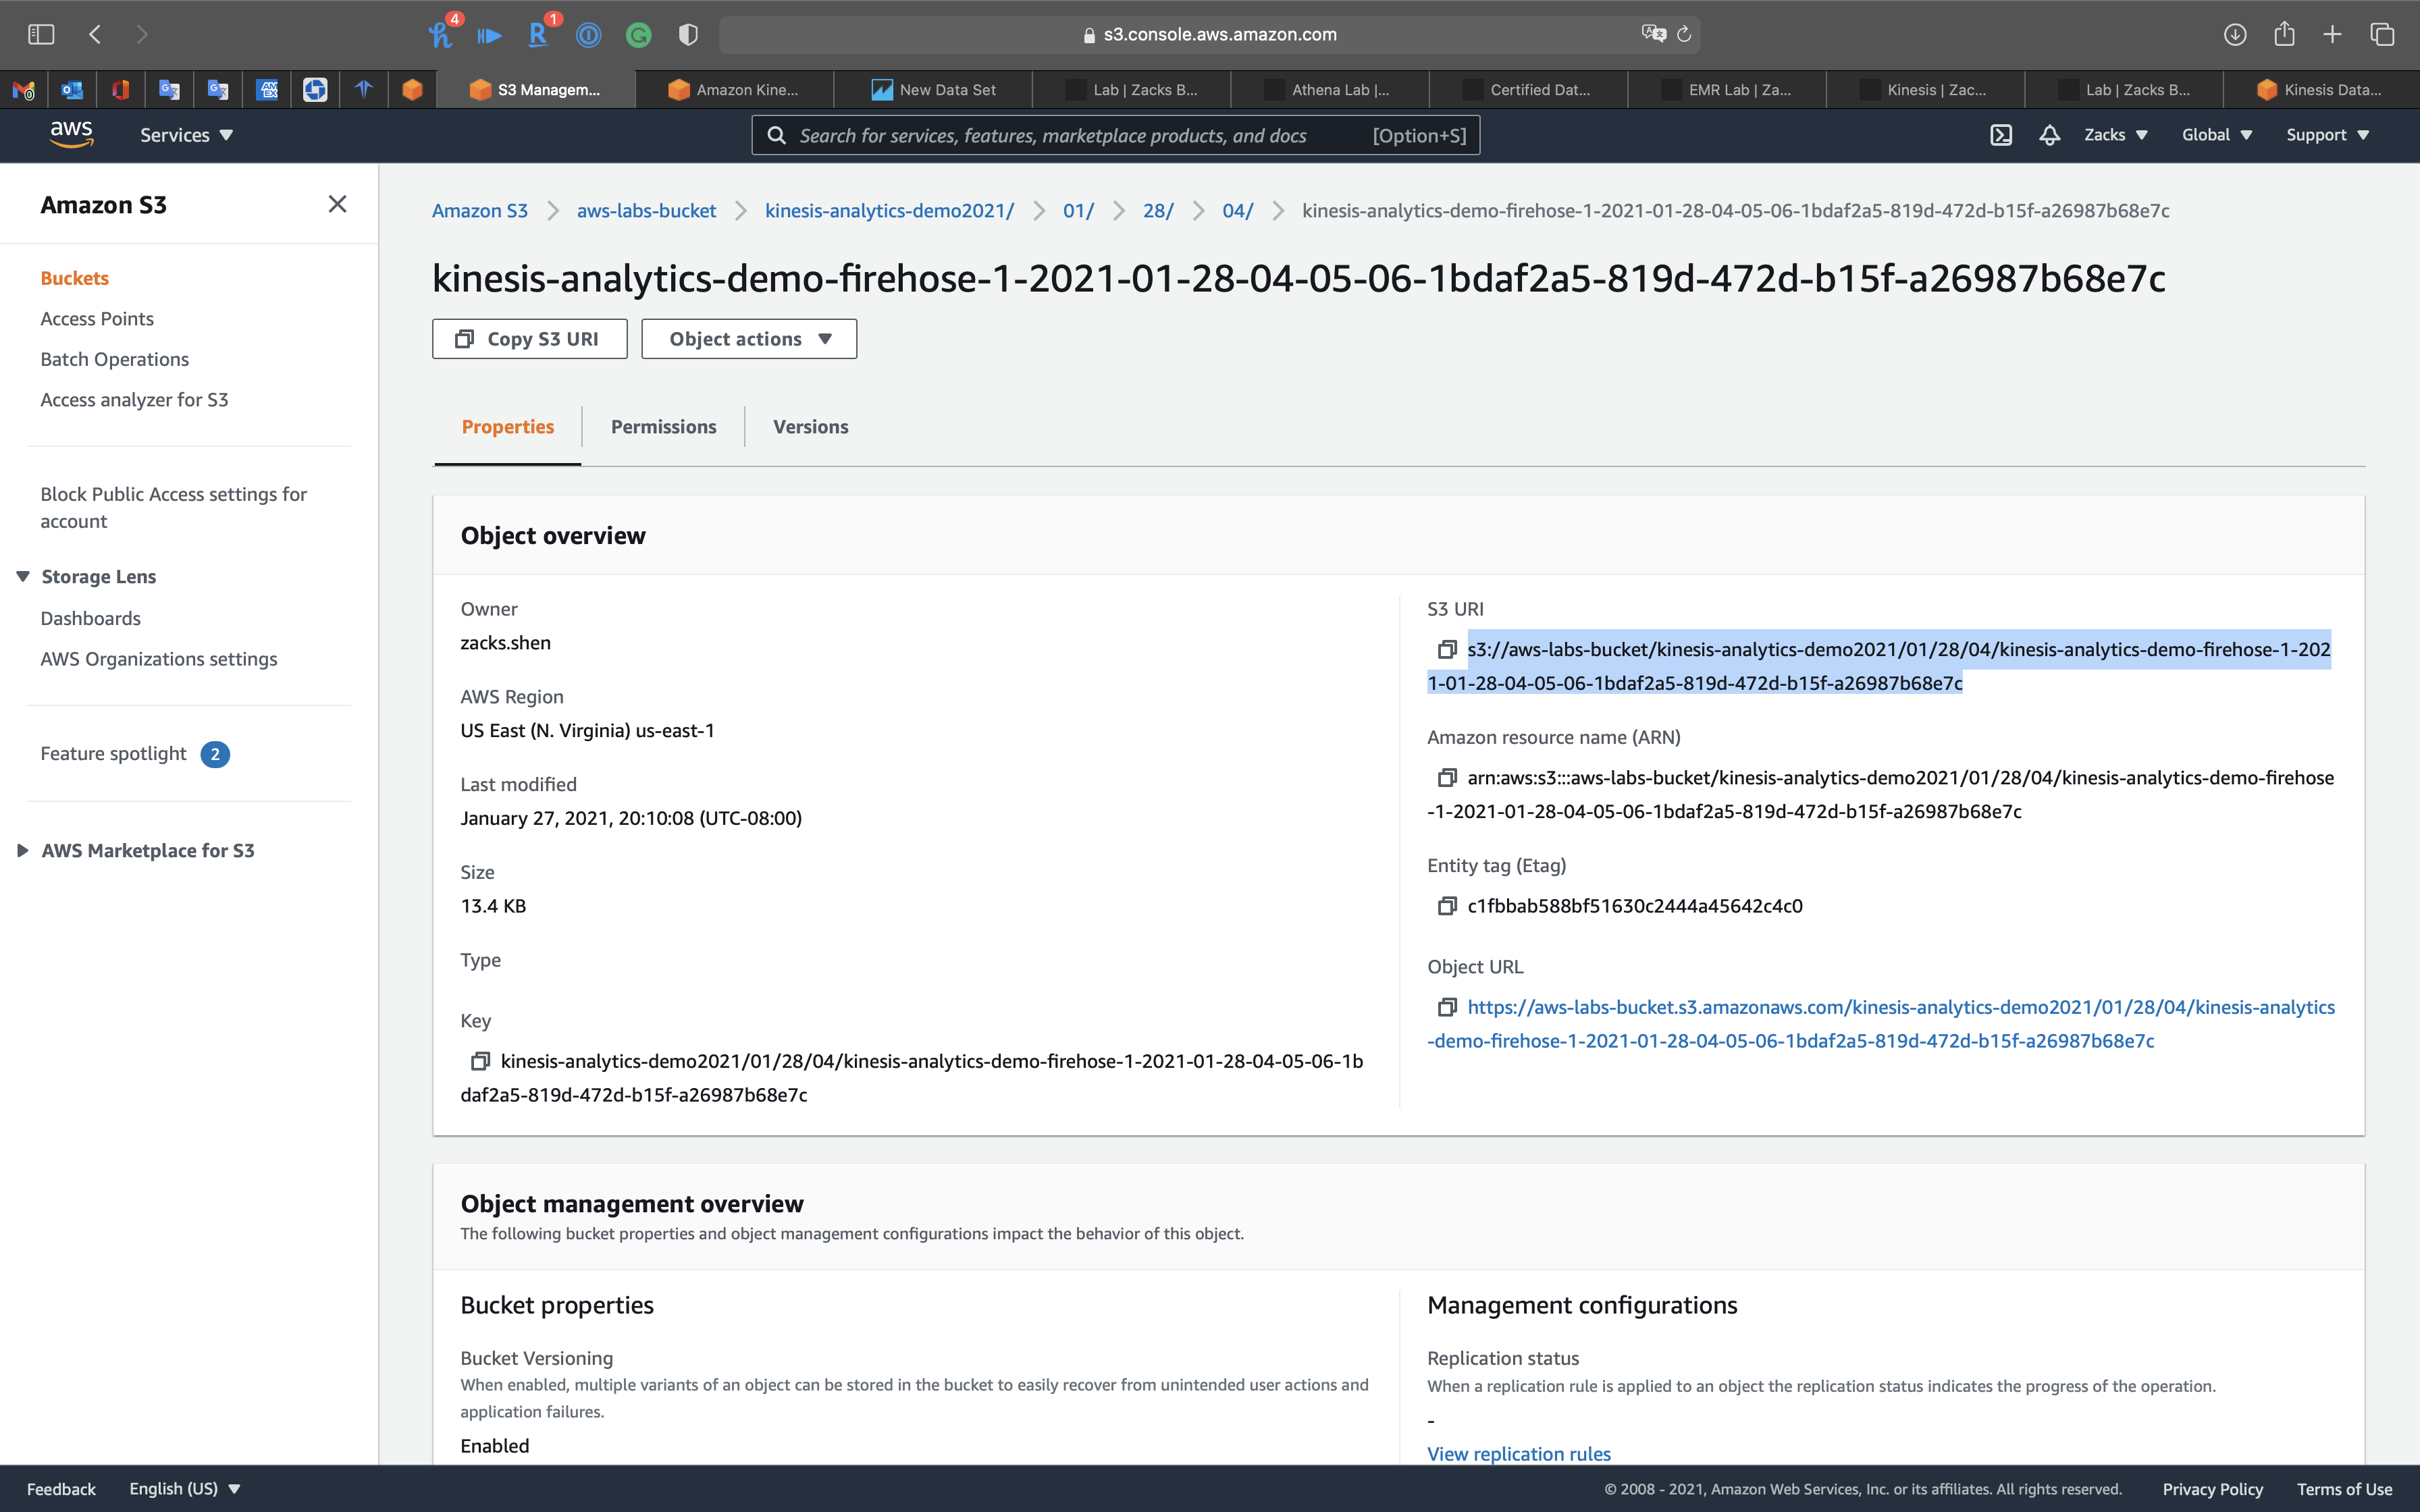 4
1
s3.console.aws.amazon.com
S3 Managem...
Amazon Kine...
New Data Set
Lab | Zacks B...
Athena Lab |...
Certified Dat...
EMR Lab | Za...
Kinesis | Zac...
Lab | Zacks B...
Kinesis Data...
aws
Services
Search for services, features, marketplace products, and docs [Option+S]
Zacks
Global
Support
Amazon S3
Buckets
Access Points
Batch Operations
Access analyzer for S3
Block Public Access settings for
account
Storage Lens
Dashboards
AWS Organizations settings
Feature spotlight 2
AWS Marketplace for S3
Amazon S3 > aws-labs-bucket > kinesis-analytics-demo2021/ > 01/ > 28/ > 04/ > kinesis-analytics-demo-firehose-1-2021-01-28-04-05-06-1bdaf2a5-819d-472d-b15f-a26987b68e7c
kinesis-analytics-demo-firehose-1-2021-01-28-04-05-06-1bdaf2a5-819d-472d-b15f-a26987b68e7c
Copy S3 URI
Object actions
Properties
Permissions
Versions
Object overview
Owner
zacks.shen
AWS Region
US East (N. Virginia) us-east-1
Last modified
January 27, 2021, 20:10:08 (UTC-08:00)
Size
13.4 KB
Type
Key
kinesis-analytics-demo2021/01/28/04/kinesis-analytics-demo-firehose-1-2021-01-28-04-05-06-1b
daf2a5-819d-472d-b15f-a26987b68e7c
S3 URI
s3://aws-labs-bucket/kinesis-analytics-demo2021/01/28/04/kinesis-analytics-demo-firehose-1-202
1-01-28-04-05-06-1bdaf2a5-819d-472d-b15f-a26987b68e7c
Amazon resource name (ARN)
arn:aws:s3:::aws-labs-bucket/kinesis-analytics-demo2021/01/28/04/kinesis-analytics-demo-firehose
-1-2021-01-28-04-05-06-1bdaf2a5-819d-472d-b15f-a26987b68e7c
Entity tag (Etag)
c1fbbab588bf51630c2444a45642c4c0
Object URL
https://aws-labs-bucket.s3.amazonaws.com/kinesis-analytics-demo2021/01/28/04/kinesis-analytics
-demo-firehose-1-2021-01-28-04-05-06-1bdaf2a5-819d-472d-b15f-a26987b68e7c
Object management overview
The following bucket properties and object management configurations impact the behavior of this object.
Bucket properties
Bucket Versioning
When enabled, multiple variants of an object can be stored in the bucket to easily recover from unintended user actions and
application failures.
Enabled
Management configurations
Replication status
When a replication rule is applied to an object the replication status indicates the progress of the operation.
-
View replication rules
Feedback
English (US)
© 2008 - 2021, Amazon Web Services, Inc. or its affiliates. All rights reserved.
Privacy Policy
Terms of Use